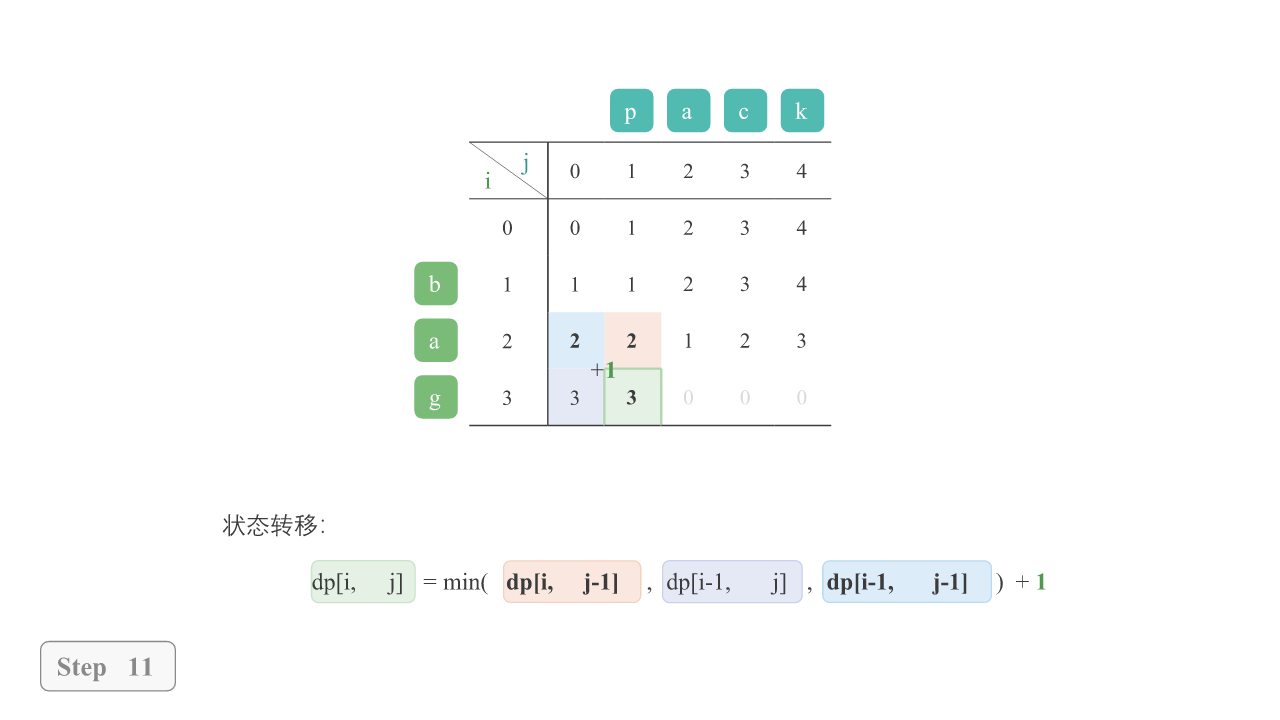 p a c k
j
i
0 1 2 3 4
0 0 1 2 3 4
b 1 1 1 2 3 4
a 2 2 2 1 2 3
+1
g 3 3 3 0 0 0
状态转移：
dp[i, j] = min( dp[i, j-1] , dp[i-1, j] , dp[i-1, j-1] ) + 1
Step 11